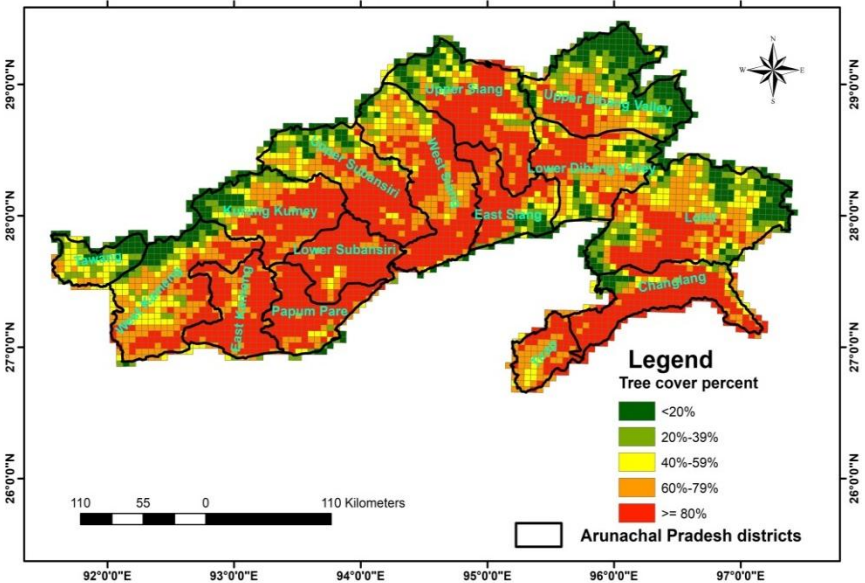 N
W E
S
Upper Siang
Upper Dibang Valley
Upper Subansiri
West Siang
Lower Dibang Valley
Kurung Kumey
East Siang
Lohit
Tawang
Lower Subansiri
West Kameng
East Kameng
Papum Pare
Changlang
Tirap
29°0'0"N
28°0'0"N
27°0'0"N
26°0'0"N
29°0'0"N
28°0'0"N
27°0'0"N
26°0'0"N
Legend
Tree cover percent
<20%
20%-39%
40%-59%
60%-79%
>= 80%
Arunachal Pradesh districts
110 55 0 110 Kilometers
92°0'0"E 93°0'0"E 94°0'0"E 95°0'0"E 96°0'0"E 97°0'0"E